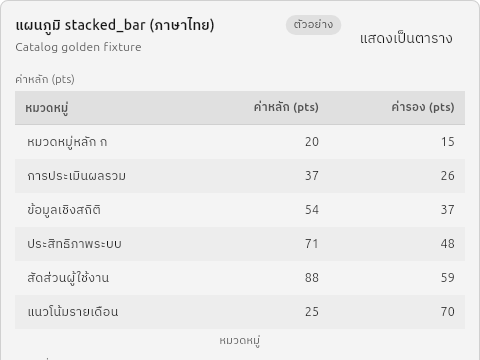 แผนภูมิ stacked_bar (ภาษาไทย)
ตัวอย่าง
แสดงเป็นตาราง
Catalog golden fixture
ค่าหลัก (pts)
หมวดหมู่ ค่าหลัก (pts) ค่ารอง (pts)
หมวดหมู่หลัก ก 20 15
การประเมินผลรวม 37 26
ข้อมูลเชิงสถิติ 54 37
ประสิทธิภาพระบบ 71 48
สัดส่วนผู้ใช้งาน 88 59
แนวโน้มรายเดือน 25 70
หมวดหมู่